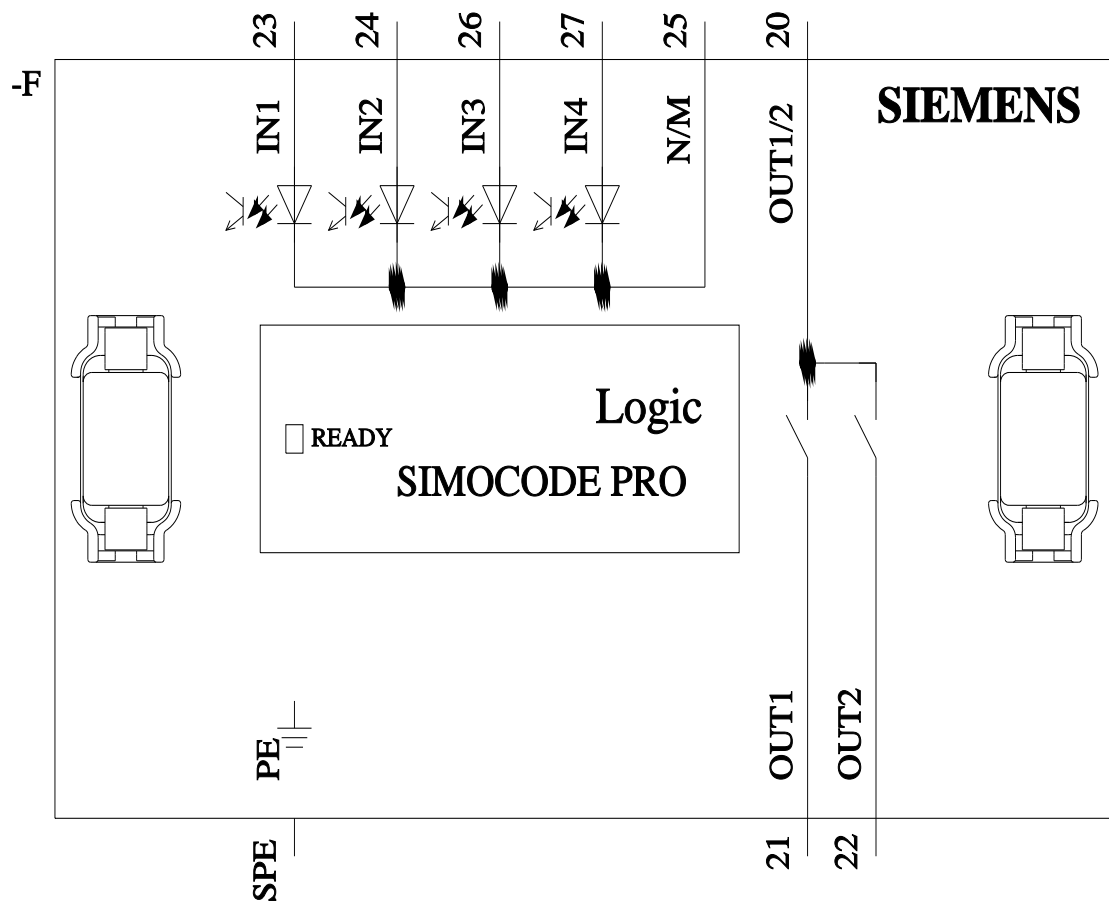 23
24
26
27
25
20
-F
SIEMENS
IN1
IN2
IN3
IN4
N/M
OUT1/2
Logic
READY
SIMOCODE PRO
PE
OUT1
OUT2
SPE
21
22